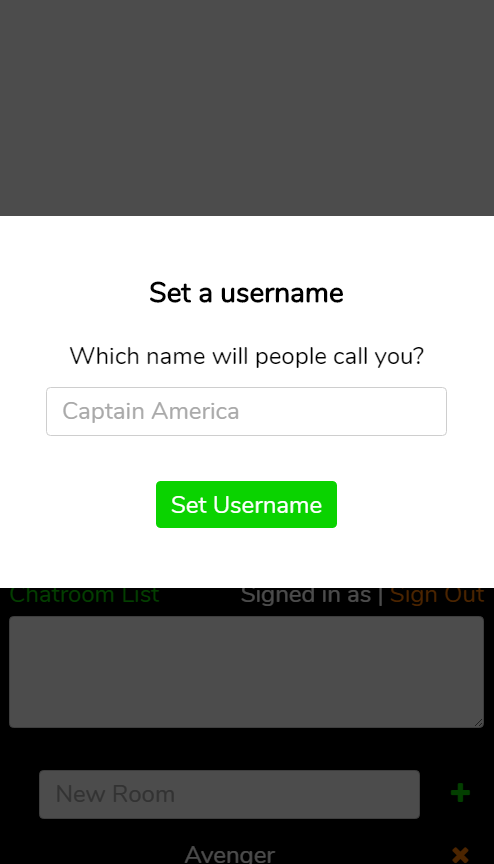 Set a username
Which name will people call you?
Captain America
Set Username
Chatroom List Signed in as | Sign Out
New Room
Avenger